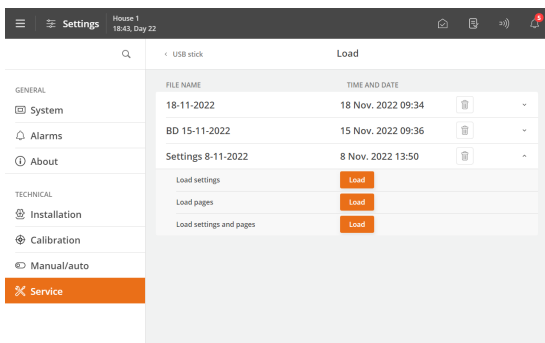 Settings
House 1
18:43, Day 22
5
USB stick
Load
GENERAL
System
Alarms
About
TECHNICAL
Installation
Calibration
Manual/auto
Service
FILE NAME TIME AND DATE
18-11-2022 18 Nov. 2022 09:34
BD 15-11-2022 15 Nov. 2022 09:36
Settings 8-11-2022 8 Nov. 2022 13:50
Load settings Load
Load pages Load
Load settings and pages Load